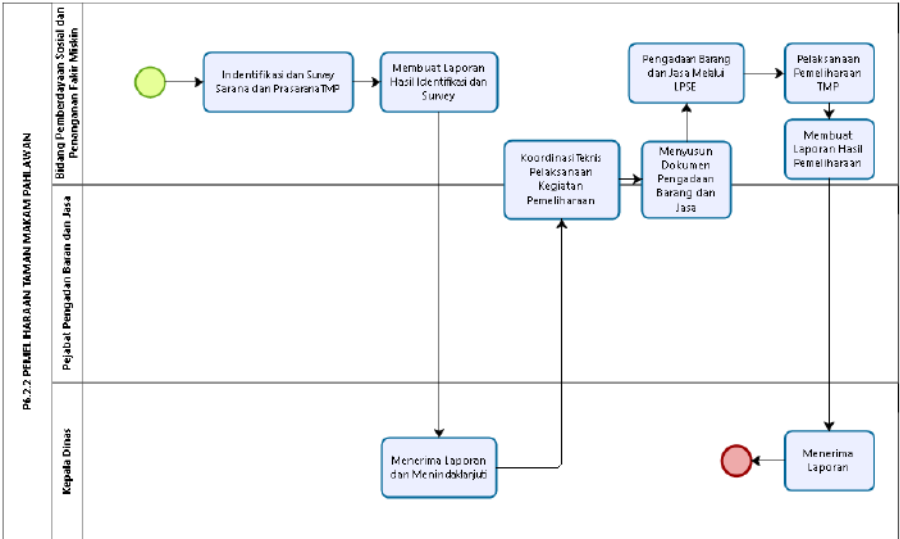 P6.2.2 PEMELIHARAAN TAMAN MAKAM PAHLAWAN
Bidang Pemberdayaan Sosial dan
Penanganan Fakir Miskin
Indentifikasi dan Survey
Sarana dan Prasarana TMP
Membuat Laporan
Hasil Identifikasi dan
Survey
Koordinasi Teknis
Pelaksanaan
Kegiatan
Pemeliharaan
Menyusun
Dokumen
Pengadaan
Barang dan
Jasa
Pengadaan Barang
dan Jasa Melalui
LPSE
Pelaksanaan
Pemeliharaan
TMP
Membuat
Laporan Hasil
Pemeliharaan
Pejabat Pengadan Baran dan Jasa
Kepala Dinas
Menerima Laporan
dan Menindaklanjuti
Menerima
Laporan